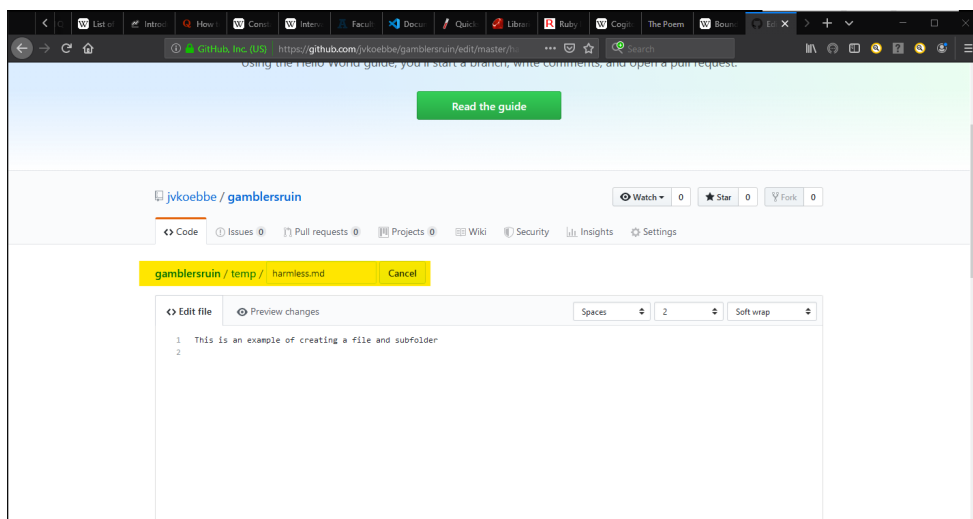 List of
Introd
How t
Const
Interv
Facult
Docum
Quick
Librari
Ruby
Cogito
The Poem
Bound
Edi
GitHub, Inc. (US)
https://github.com/jvkoebbe/gamblersruin/edit/master/ha
Search
Using the Hello World guide, you'll start a branch, write comments, and open a pull request.
Read the guide
jvkoebbe / gamblersruin
Watch 0
Star 0
Fork 0
Code
Issues 0
Pull requests 0
Projects 0
Wiki
Security
Insights
Settings
gamblersruin / temp / harmless.md Cancel
Edit file
Preview changes
Spaces
2
Soft wrap
1 This is an example of creating a file and subfolder
2